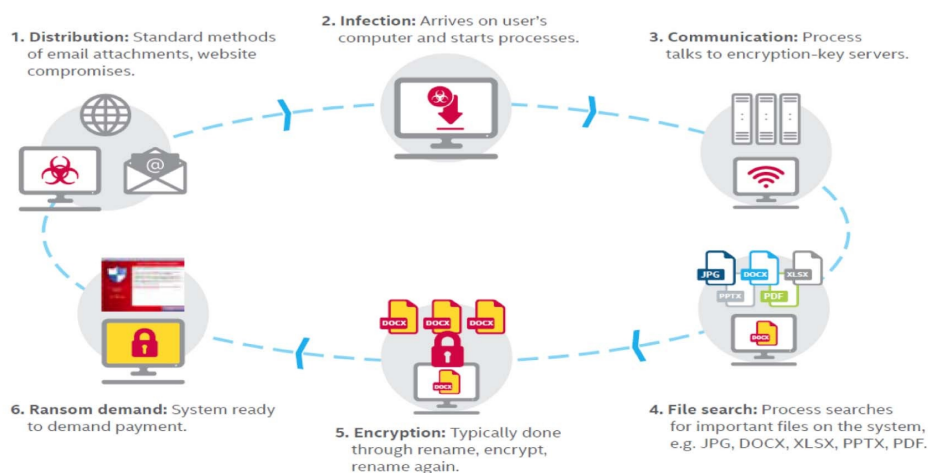 1. Distribution: Standard methods
of email attachments, website
compromises.
2. Infection: Arrives on user's
computer and starts processes.
3. Communication: Process
talks to encryption-key servers.
@
JPG
DOCX
XLSX
PPTX
PDF
DOCX
4. File search: Process searches
for important files on the system,
e.g. JPG, DOCX, XLSX, PPTX, PDF.
DOCX
DOCX
DOCX
DOCX
5. Encryption: Typically done
through rename, encrypt,
rename again.
6. Ransom demand: System ready
to demand payment.